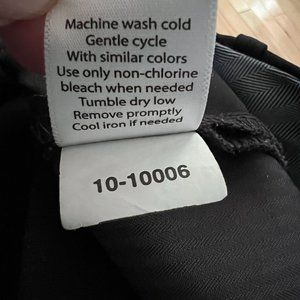 Machine wash cold
Gentle cycle
With similar colors
Use only non-chlorine
bleach when needed
Tumble dry low
Remove promptly
Cool iron if needed
10-10006